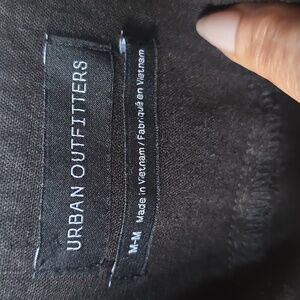 URBAN OUTFITTERS
M-M
Made in Vietnam / Fabriqué en Vietnam